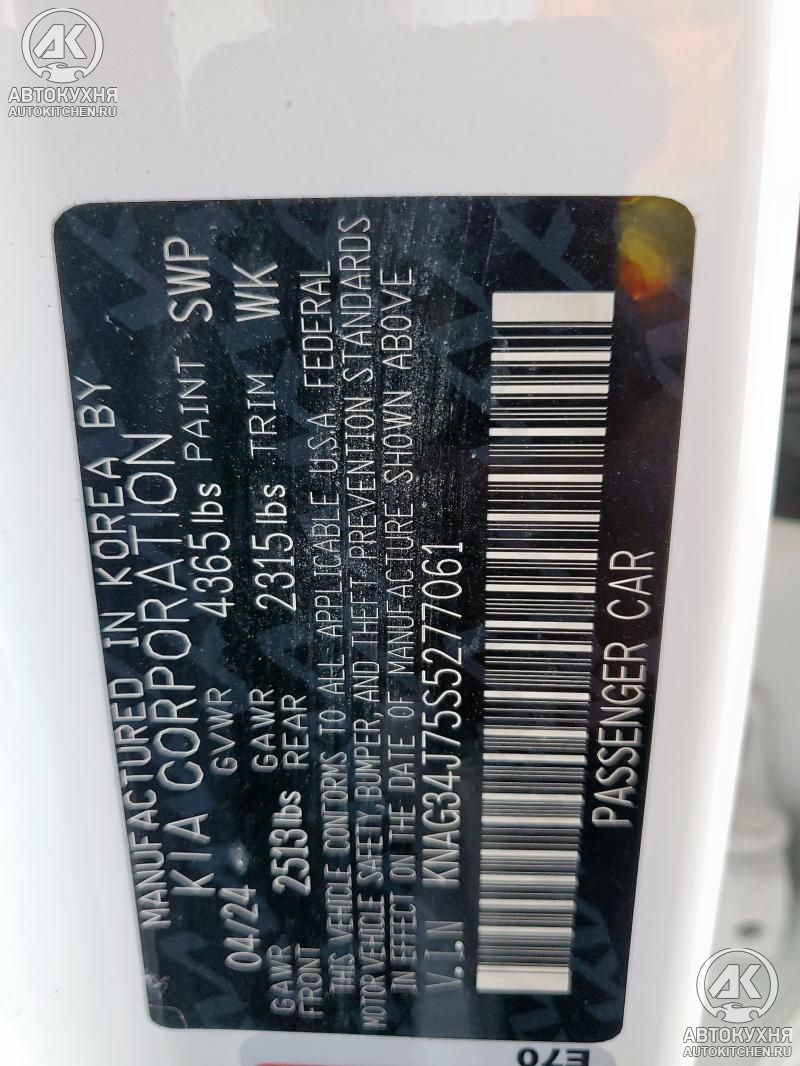 AK
АВТОКУХНЯ
AUTOKITCHEN.RU
MANUFACTURED IN KOREA BY
KIA CORPORATION
04/24 GVWR 4365lbs PAINT SWP
GAWR FRONT 2513lbs GAWR REAR 2315lbs TRIM WK
THIS VEHICLE CONFORMS TO ALL APPLICABLE U.S.A FEDERAL
MOTOR VEHICLE SAFETY BUMPER, AND THEFT PREVENTION STANDARDS
IN EFFECT ON THE DATE OF MANUFACTURE SHOWN ABOVE
V.I.N KNAG34J75S5277061
PASSENGER CAR
E70
AK
АВТОКУХНЯ
AUTOKITCHEN.RU